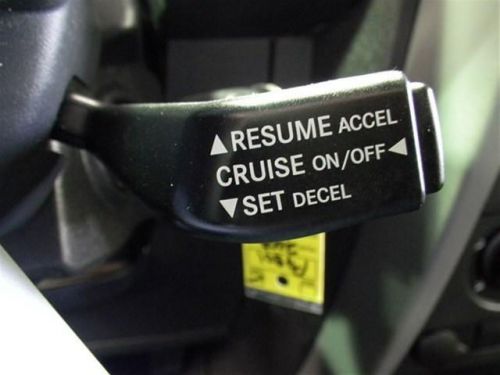 ▲RESUME ACCEL
CRUISE ON/OFF◀
▼SET DECEL